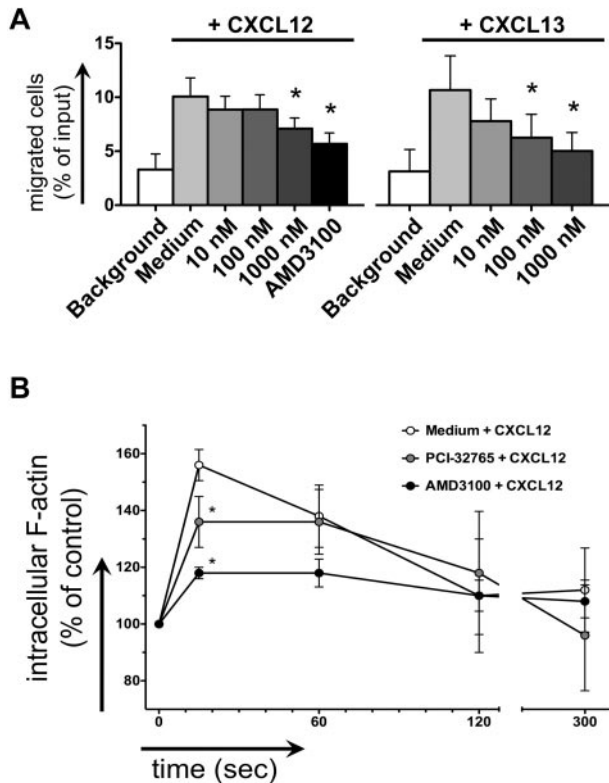 A
+ CXCL12
+ CXCL13
migrated cells
(% of input)
15
10
5
0
Background
Medium
10 nM
100 nM
1000 nM
AMD3100
Background
Medium
10 nM
100 nM
1000 nM
* *
* *
B
Medium + CXCL12
PCI-32765 + CXCL12
AMD3100 + CXCL12
intracellular F-actin
(% of control)
160
140
120
100
80
*
*
0 60 120 300
time (sec)